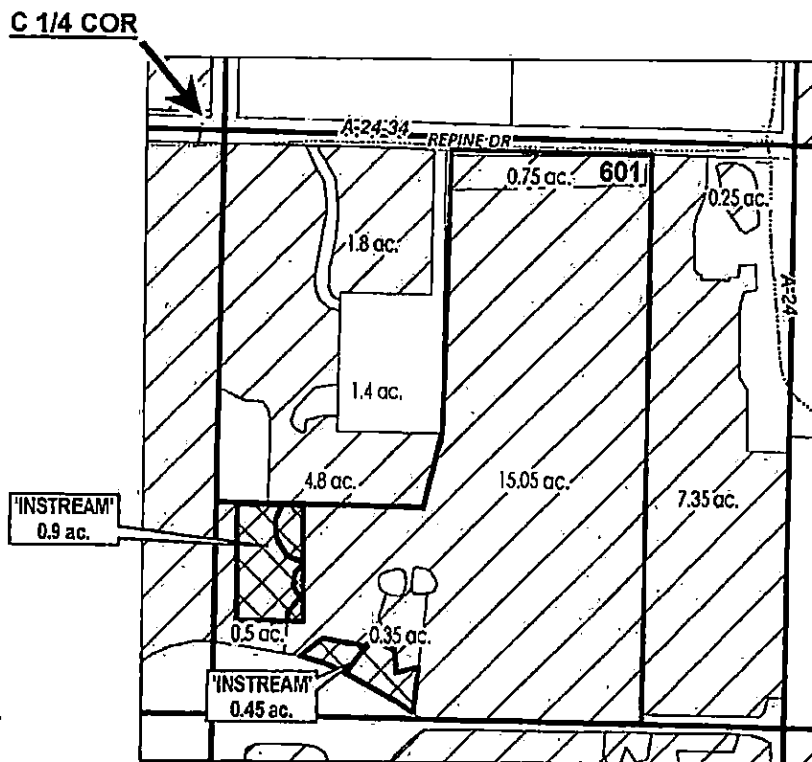 C 1/4 COR
A-24-34
REPINE DR
0.75 ac.
601
0.25 ac.
1.8 ac.
A-24
1.4 ac.
4.8 ac.
15.05 ac.
7.35 ac.
'INSTREAM'
0.9 ac.
0.5 ac.
0.35 ac.
'INSTREAM'
0.45 ac.